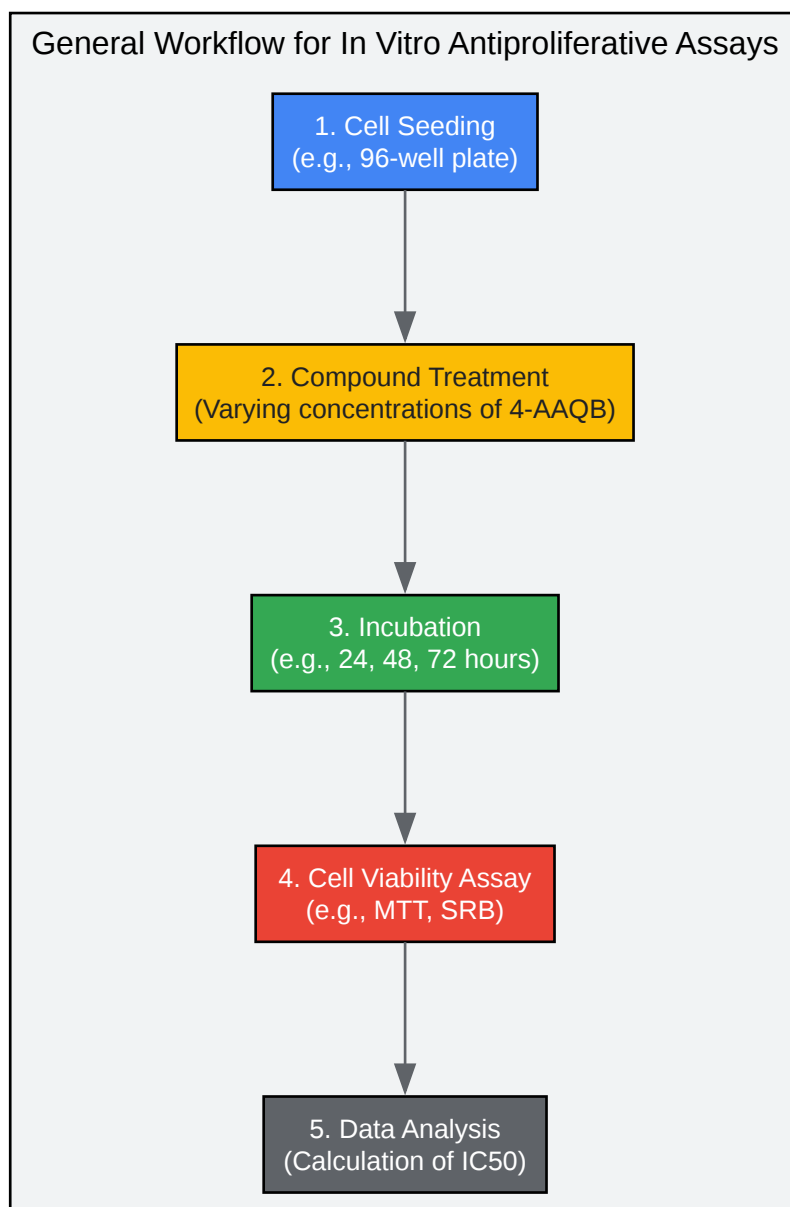 General Workflow for In Vitro Antiproliferative Assays
1. Cell Seeding
(e.g., 96-well plate)
2. Compound Treatment
(Varying concentrations of 4-AAQB)
3. Incubation
(e.g., 24, 48, 72 hours)
4. Cell Viability Assay
(e.g., MTT, SRB)
5. Data Analysis
(Calculation of IC50)